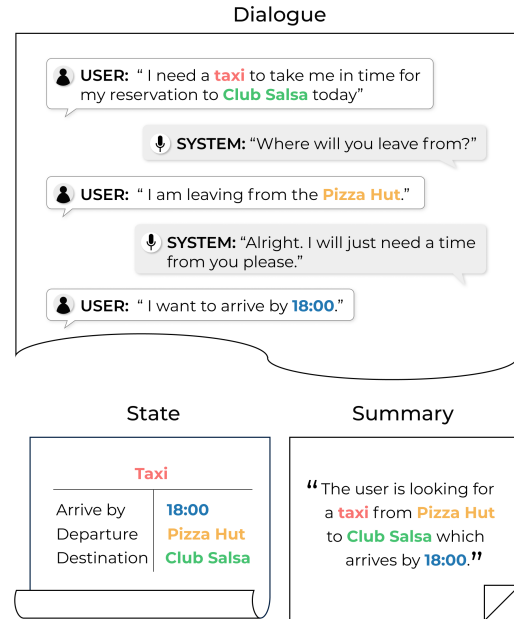 Dialogue
USER: “ I need a taxi to take me in time for
my reservation to Club Salsa today”
SYSTEM: “Where will you leave from?”
USER: “ I am leaving from the Pizza Hut.”
SYSTEM: “Alright. I will just need a time
from you please.”
USER: “ I want to arrive by 18:00.”
State
Taxi
Arrive by 18:00
Departure Pizza Hut
Destination Club Salsa
Summary
“ The user is looking for
a taxi from Pizza Hut
to Club Salsa which
arrives by 18:00.”